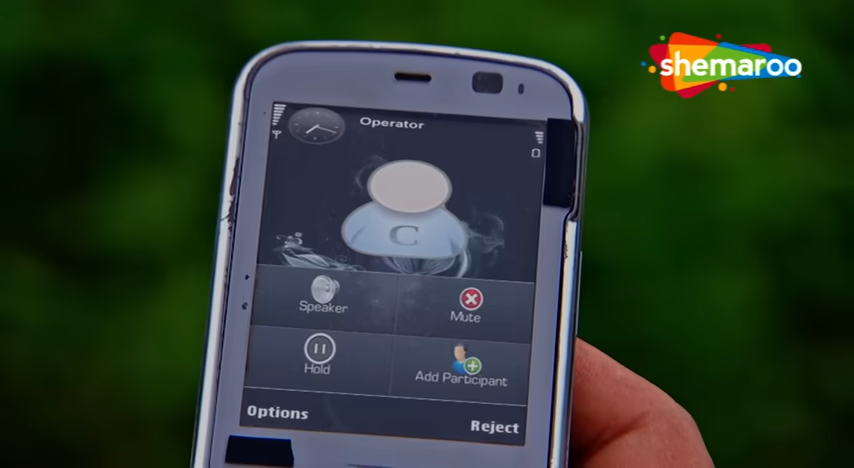 shemaroo
Operator
C
Speaker
Mute
Hold
Add Participant
Options
Reject